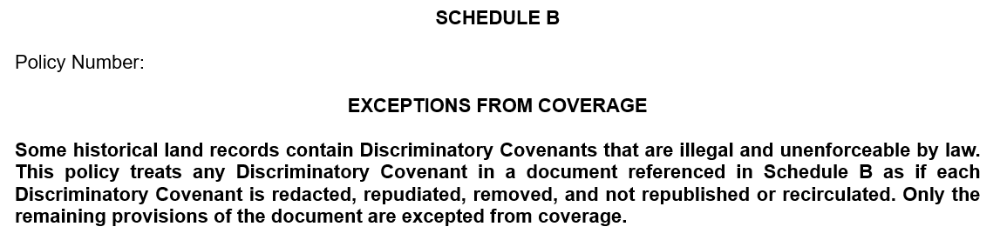 SCHEDULE B
Policy Number:
EXCEPTIONS FROM COVERAGE
Some historical land records contain Discriminatory Covenants that are illegal and unenforceable by law.
This policy treats any Discriminatory Covenant in a document referenced in Schedule B as if each
Discriminatory Covenant is redacted, repudiated, removed, and not republished or recirculated. Only the
remaining provisions of the document are excepted from coverage.